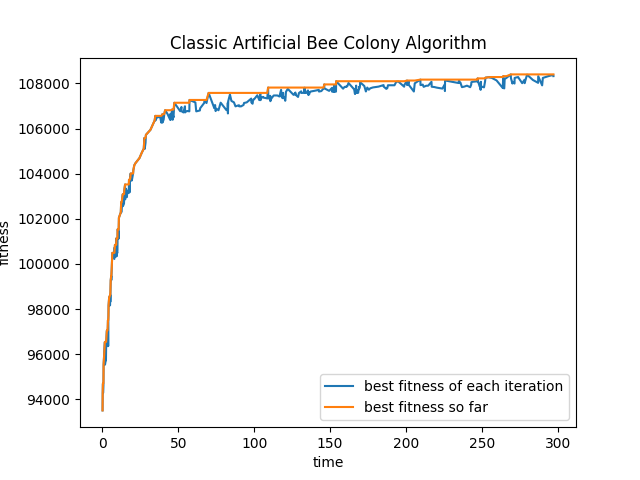 Classic Artificial Bee Colony Algorithm
108000
106000
104000
102000
100000
98000
96000
94000
fitness
0 50 100 150 200 250 300
time
best fitness of each iteration
best fitness so far